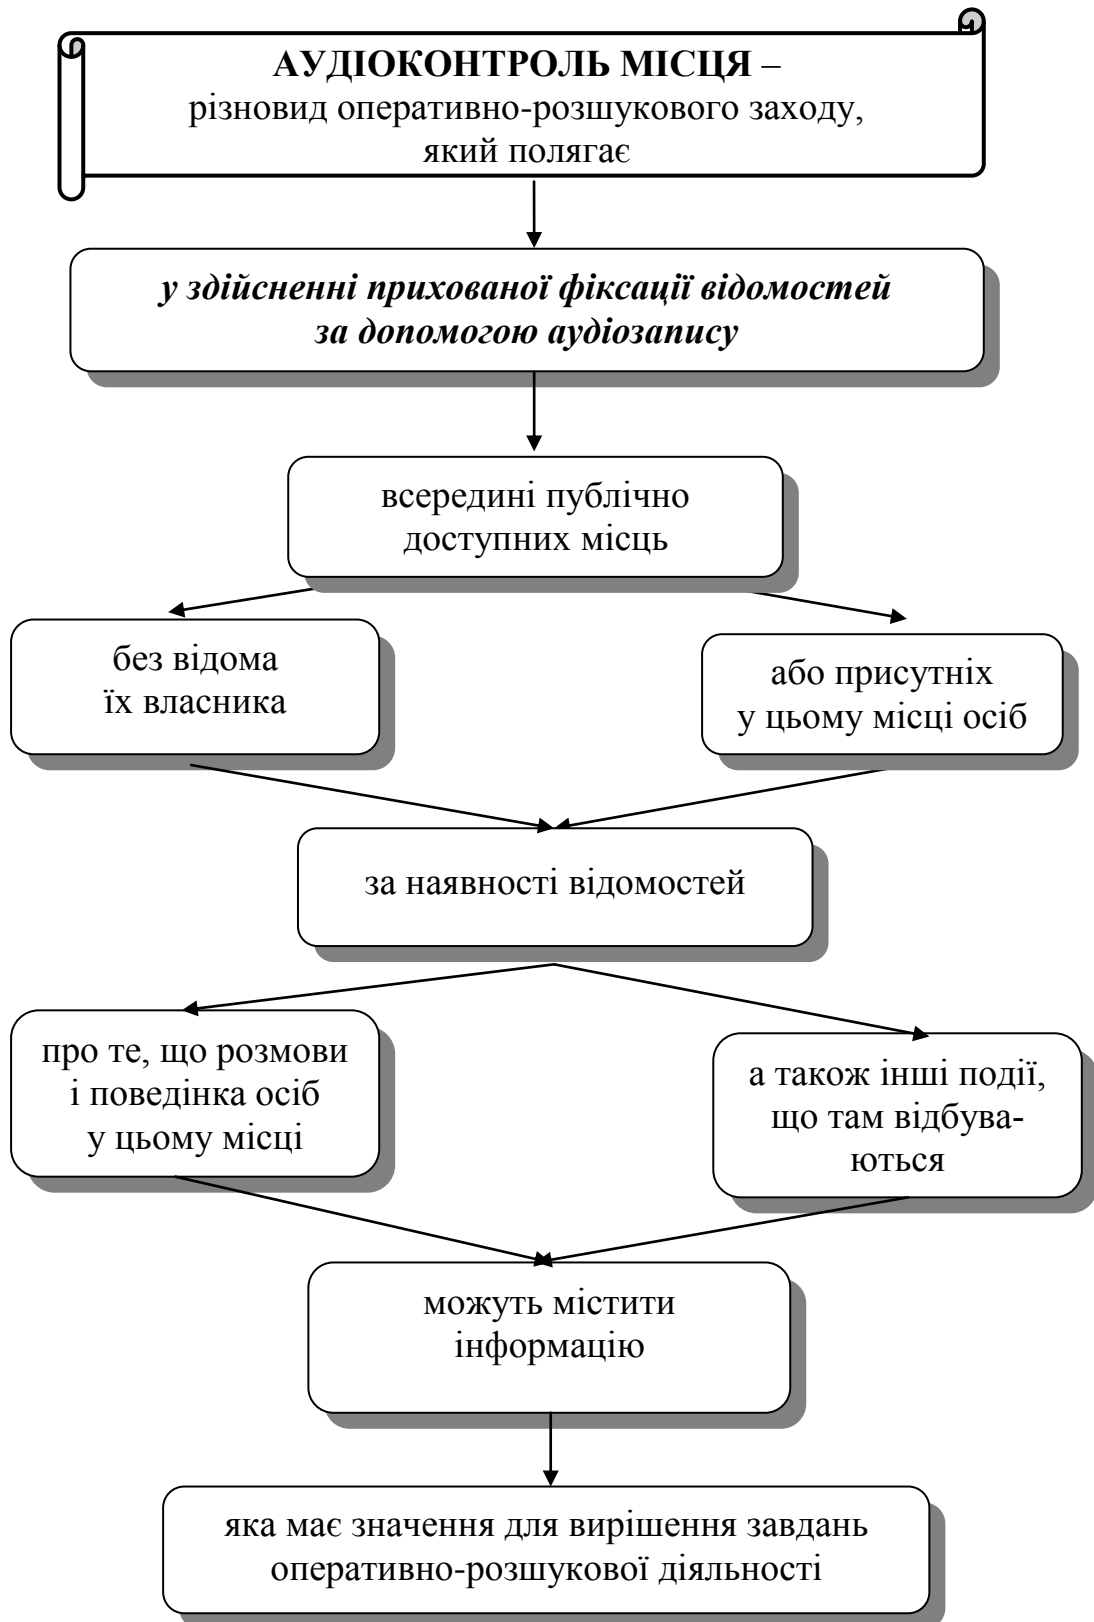 АУДІОКОНТРОЛЬ МІСЦЯ –
різновид оперативно-розшукового заходу,
який полягає
у здійсненні прихованої фіксації відомостей
за допомогою аудіозапису
всередині публічно
доступних місць
без відома
їх власника
або присутніх
у цьому місці осіб
за наявності відомостей
про те, що розмови
і поведінка осіб
у цьому місці
а також інші події,
що там відбува-
ються
можуть містити
інформацію
яка має значення для вирішення завдань
оперативно-розшукової діяльності